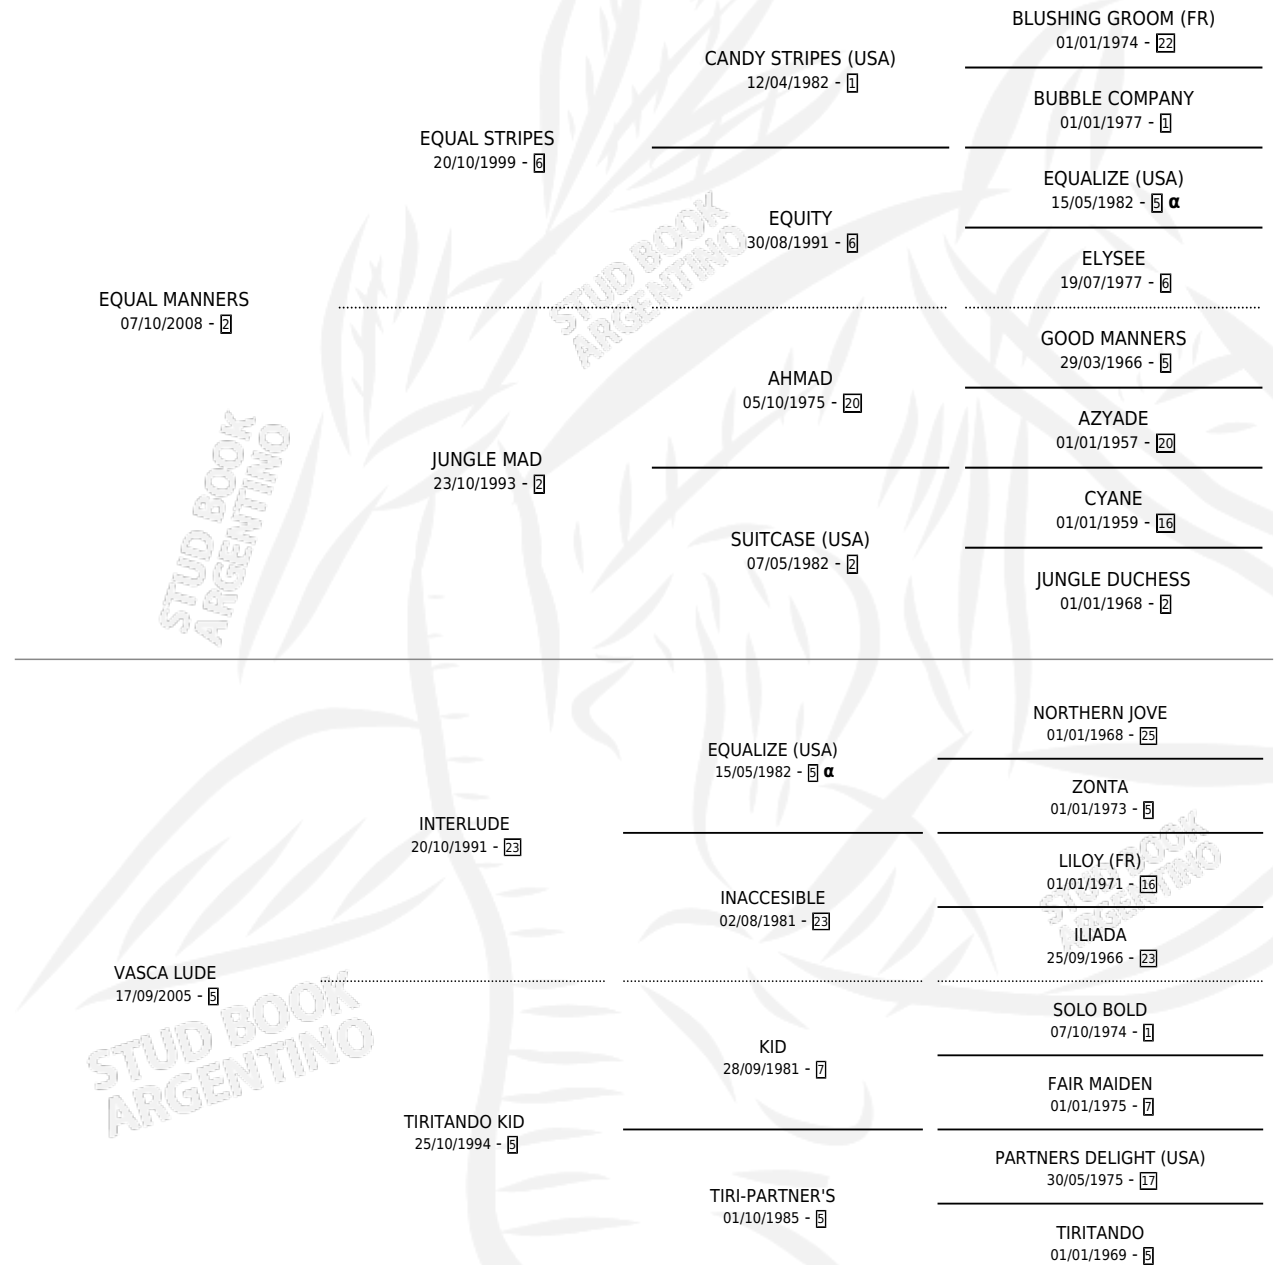 BLUSHING GROOM (FR)
01/01/1974 - 22
CANDY STRIPES (USA)
12/04/1982 - 1
BUBBLE COMPANY
01/01/1977 - 1
EQUAL STRIPES
20/10/1999 - 6
EQUALIZE (USA)
15/05/1982 - 5 α
EQUITY
30/08/1991 - 6
ELYSEE
19/07/1977 - 6
EQUAL MANNERS
07/10/2008 - 2
STUD BOOK
ARGENTINO
GOOD MANNERS
29/03/1966 - 5
AHMAD
05/10/1975 - 20
AZYADE
01/01/1957 - 20
JUNGLE MAD
23/10/1993 - 2
CYANE
01/01/1959 - 16
SUITCASE (USA)
07/05/1982 - 2
JUNGLE DUCHESS
01/01/1968 - 2
STUD BOOK
ARGENTINO
NORTHERN JOVE
01/01/1968 - 25
EQUALIZE (USA)
15/05/1982 - 5 α
ZONTA
01/01/1973 - 5
INTERLUDE
20/10/1991 - 23
LILOY (FR)
01/01/1971 - 16
INACCESIBLE
02/08/1981 - 23
ILIADA
25/09/1966 - 23
STUD BOOK
ARGENTINO
VASCA LUDE
17/09/2005 - 5
SOLO BOLD
07/10/1974 - 1
KID
28/09/1981 - 7
FAIR MAIDEN
01/01/1975 - 7
STUD BOOK
ARGENTINO
TIRITANDO KID
25/10/1994 - 5
PARTNERS DELIGHT (USA)
30/05/1975 - 17
TIRI-PARTNER'S
01/10/1985 - 5
TIRITANDO
01/01/1969 - 5